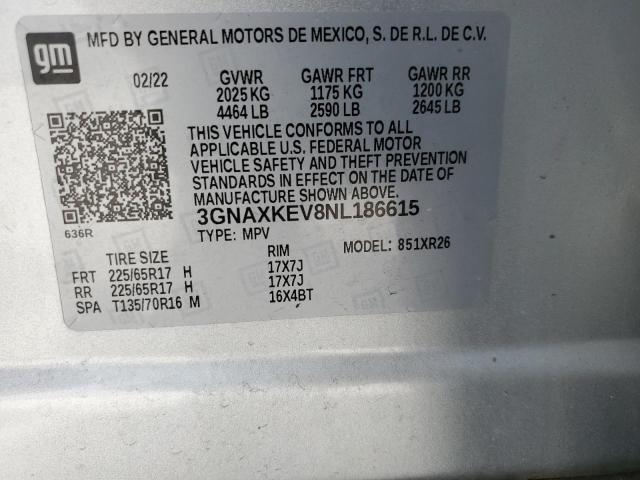 gm
MFD BY GENERAL MOTORS DE MEXICO, S. DE R.L. DE C.V.
02/22 GVWR GAWR FRT GAWR RR
2025 KG 1175 KG 1200 KG
4464 LB 2590 LB 2645 LB
THIS VEHICLE CONFORMS TO ALL
APPLICABLE U.S. FEDERAL MOTOR
VEHICLE SAFETY AND THEFT PREVENTION
STANDARDS IN EFFECT ON THE DATE OF
MANUFACTURE SHOWN ABOVE.
3GNAXKEV8NL186615
636R
TYPE: MPV MODEL: 851XR26
TIRE SIZE RIM
FRT 225/65R17 H 17X7J
RR 225/65R17 H 17X7J
SPA T135/70R16 M 16X4BT